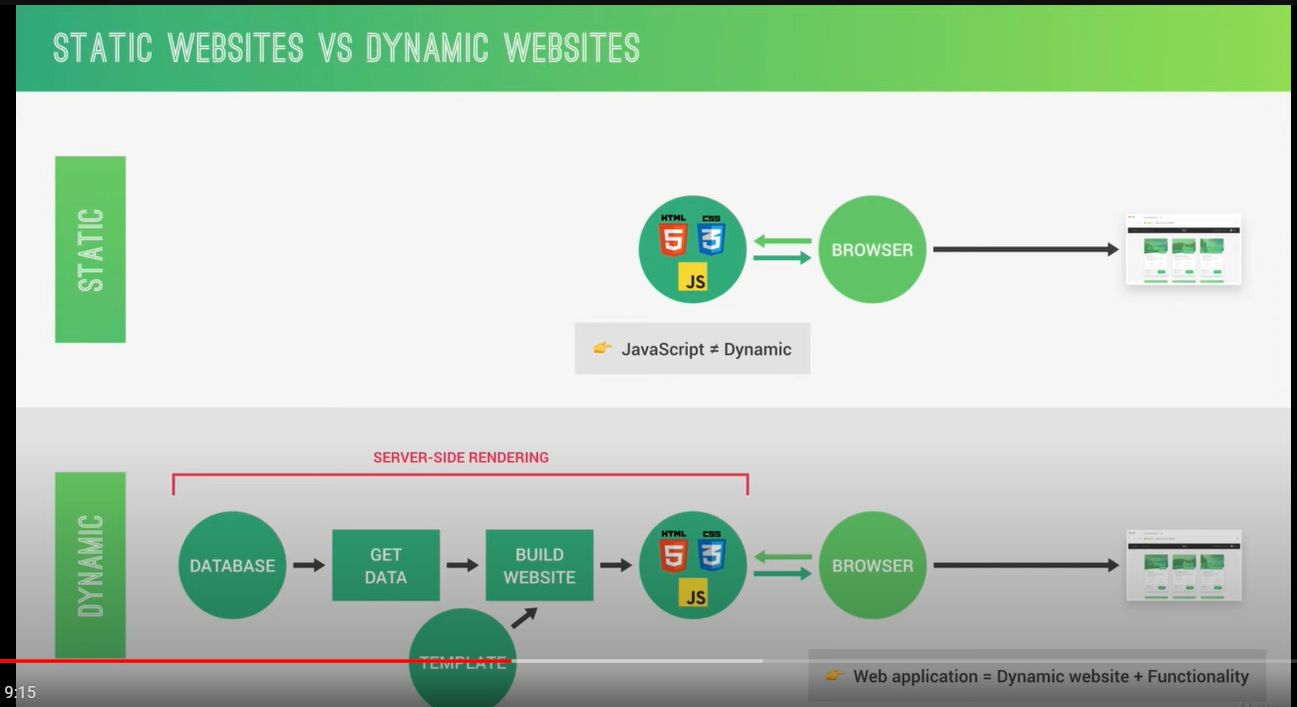 STATIC WEBSITES VS DYNAMIC WEBSITES
STATIC
HTML
CSS
5
3
JS
BROWSER
👉 JavaScript ≠ Dynamic
SERVER-SIDE RENDERING
DYNAMIC
DATABASE
GET
DATA
BUILD
WEBSITE
TEMPLATE
HTML
CSS
5
3
JS
BROWSER
👉 Web application = Dynamic website + Functionality
9:15